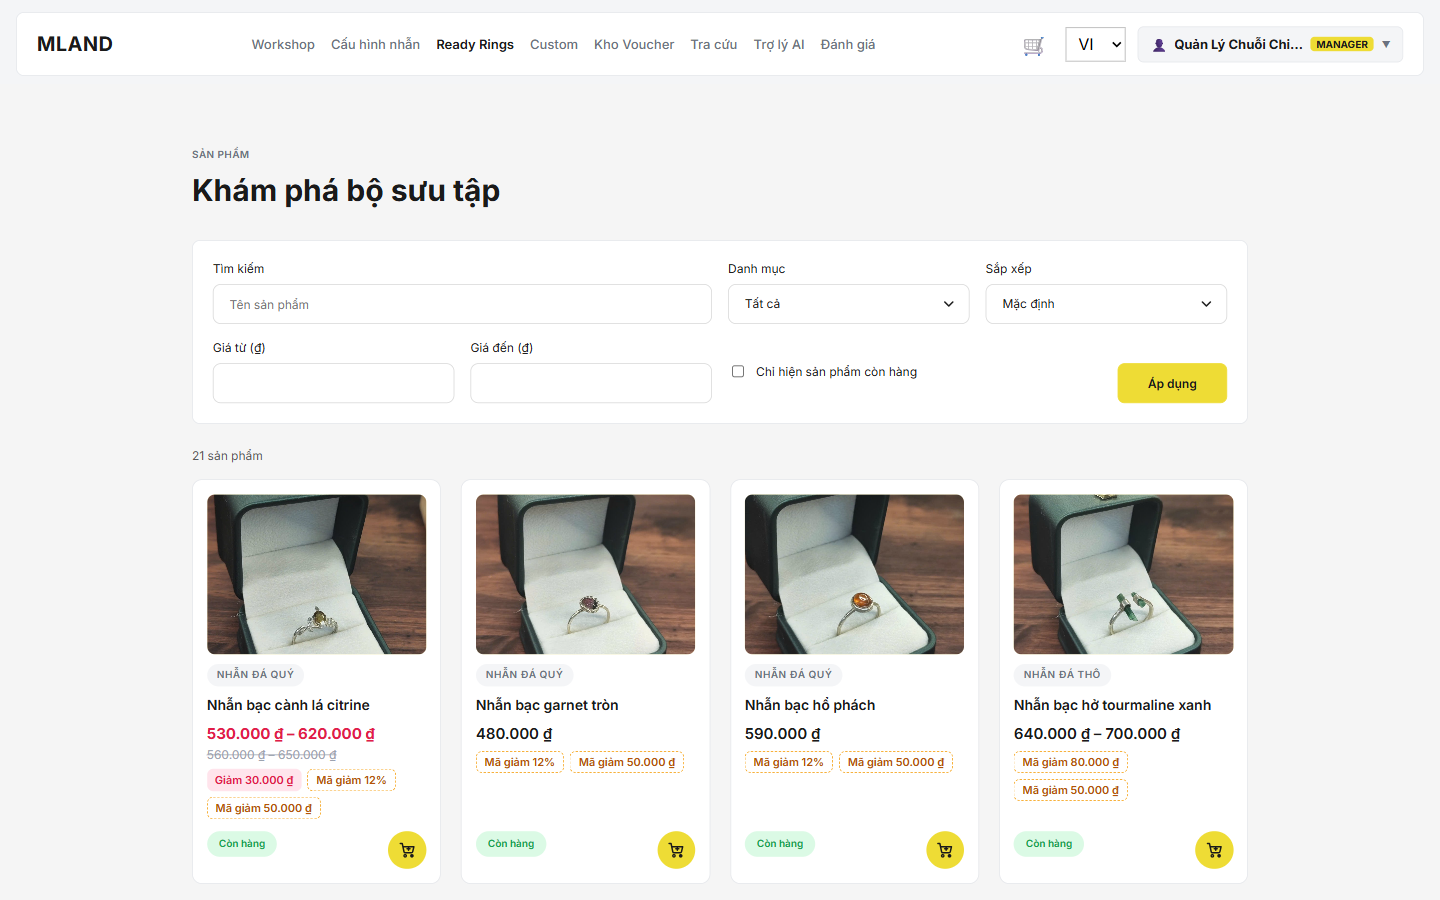 MLAND
Workshop Cấu hình nhẫn Ready Rings Custom Kho Voucher Tra cứu Trợ lý AI Đánh giá
VI
Quản Lý Chuỗi Chi... MANAGER ▼
SẢN PHẨM
Khám phá bộ sưu tập
Tìm kiếm Danh mục Sắp xếp
Tên sản phẩm Tất cả Mặc định
Giá từ (₫) Giá đến (₫)
Chỉ hiện sản phẩm còn hàng
Áp dụng
21 sản phẩm
NHẪN ĐÁ QUÝ
Nhẫn bạc cành lá citrine
530.000 ₫ – 620.000 ₫
560.000 ₫ – 650.000 ₫
Giảm 30.000 ₫ Mã giảm 12%
Mã giảm 50.000 ₫
Còn hàng
NHẪN ĐÁ QUÝ
Nhẫn bạc garnet tròn
480.000 ₫
Mã giảm 12% Mã giảm 50.000 ₫
Còn hàng
NHẪN ĐÁ QUÝ
Nhẫn bạc hổ phách
590.000 ₫
Mã giảm 12% Mã giảm 50.000 ₫
Còn hàng
NHẪN ĐÁ THÔ
Nhẫn bạc hở tourmaline xanh
640.000 ₫ – 700.000 ₫
Mã giảm 80.000 ₫
Mã giảm 50.000 ₫
Còn hàng